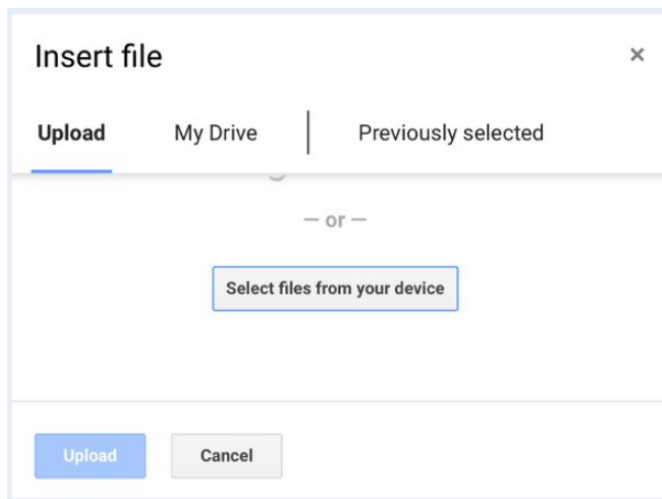 Insert file ×
Upload My Drive Previously selected
— or —
Select files from your device
Upload Cancel